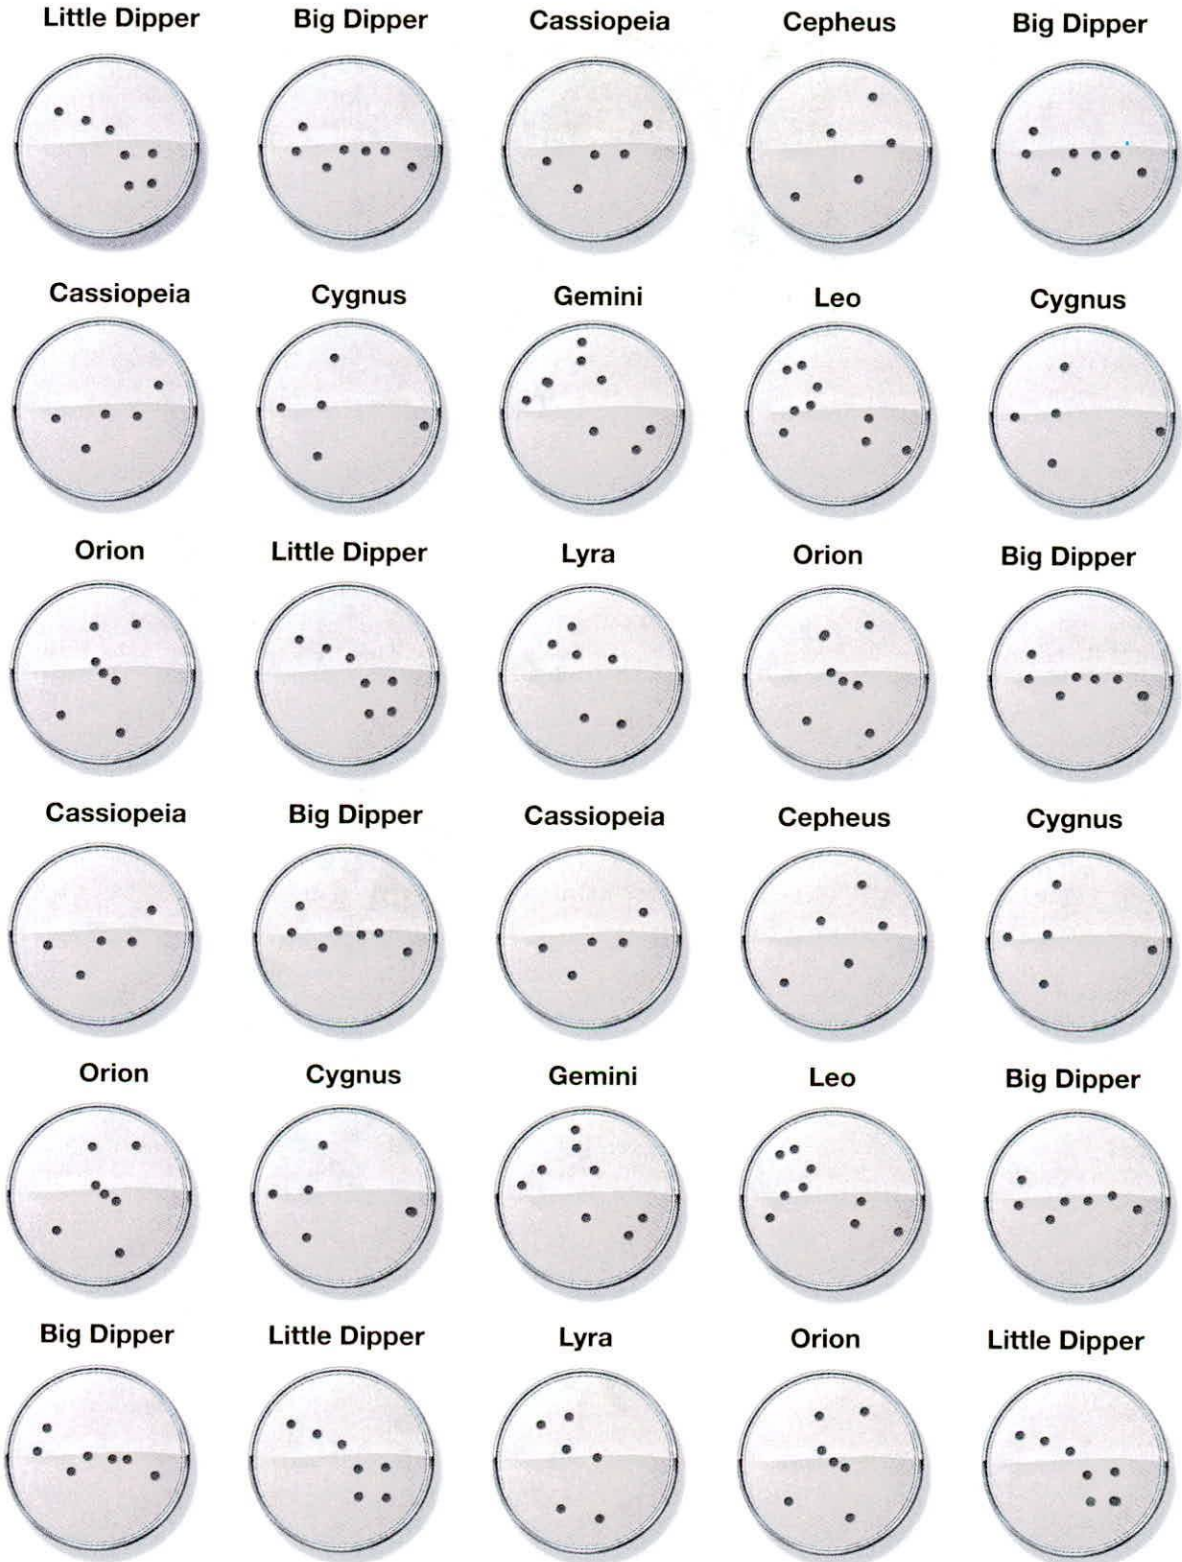 Little Dipper Big Dipper Cassiopeia Cepheus Big Dipper
Cassiopeia Cygnus Gemini Leo Cygnus
Orion Little Dipper Lyra Orion Big Dipper
Cassiopeia Big Dipper Cassiopeia Cepheus Cygnus
Orion Cygnus Gemini Leo Big Dipper
Big Dipper Little Dipper Lyra Orion Little Dipper